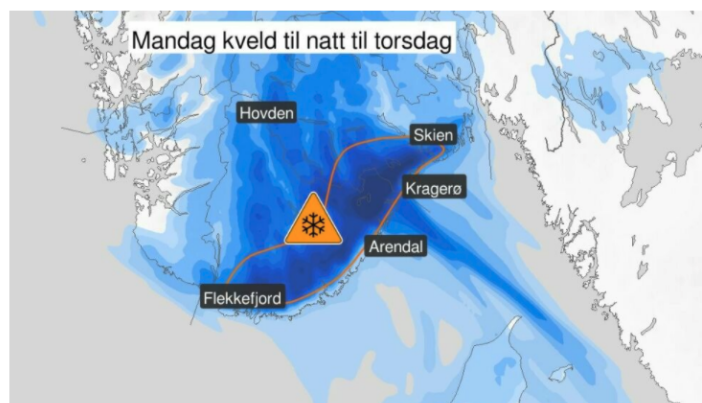 Mandag kveld til natt til torsdag
Hovden
Skien
Kragerø
Arendal
Flekkefjord